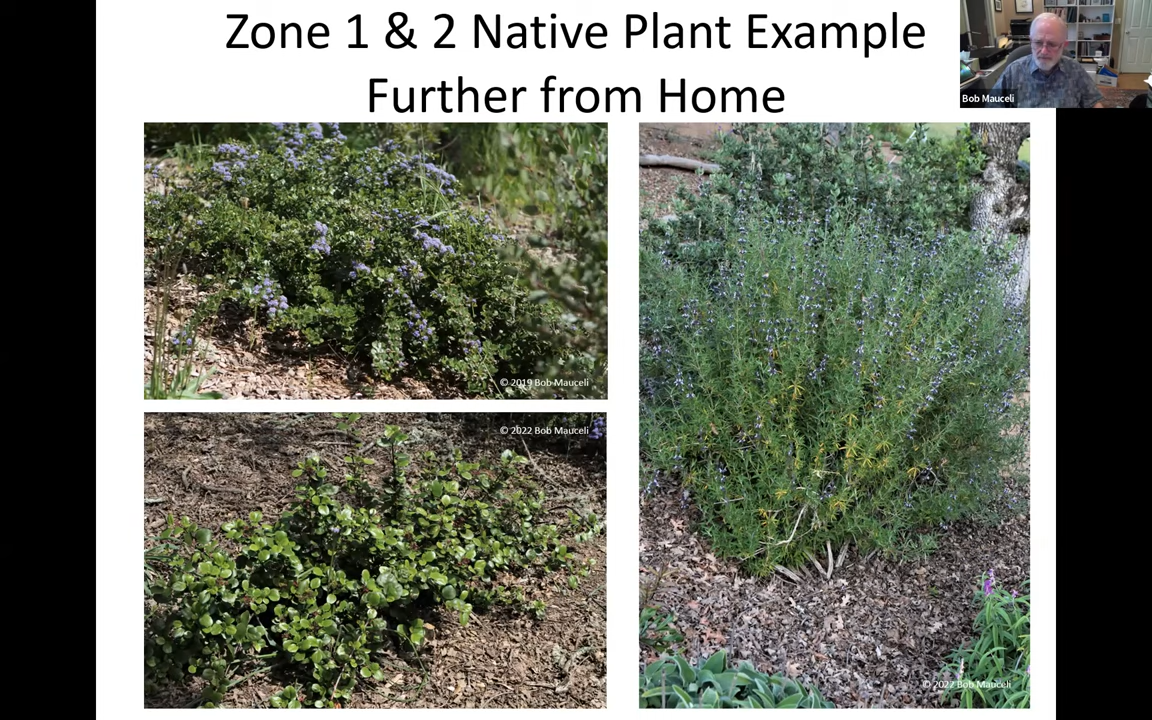 Zone 1 & 2 Native Plant Example
Further from Home
Bob Mauceli
© 2019 Bob Mauceli
© 2022 Bob Mauceli
© 2022 Bob Mauceli